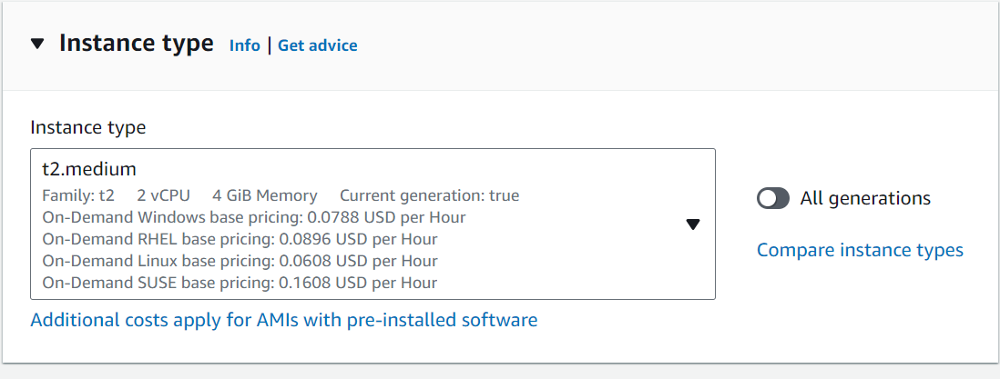 Instance type Info | Get advice
Instance type
t2.medium
Family: t2 2 vCPU 4 GiB Memory Current generation: true
On-Demand Windows base pricing: 0.0788 USD per Hour
On-Demand RHEL base pricing: 0.0896 USD per Hour
On-Demand Linux base pricing: 0.0608 USD per Hour
On-Demand SUSE base pricing: 0.1608 USD per Hour
All generations
Compare instance types
Additional costs apply for AMIs with pre-installed software